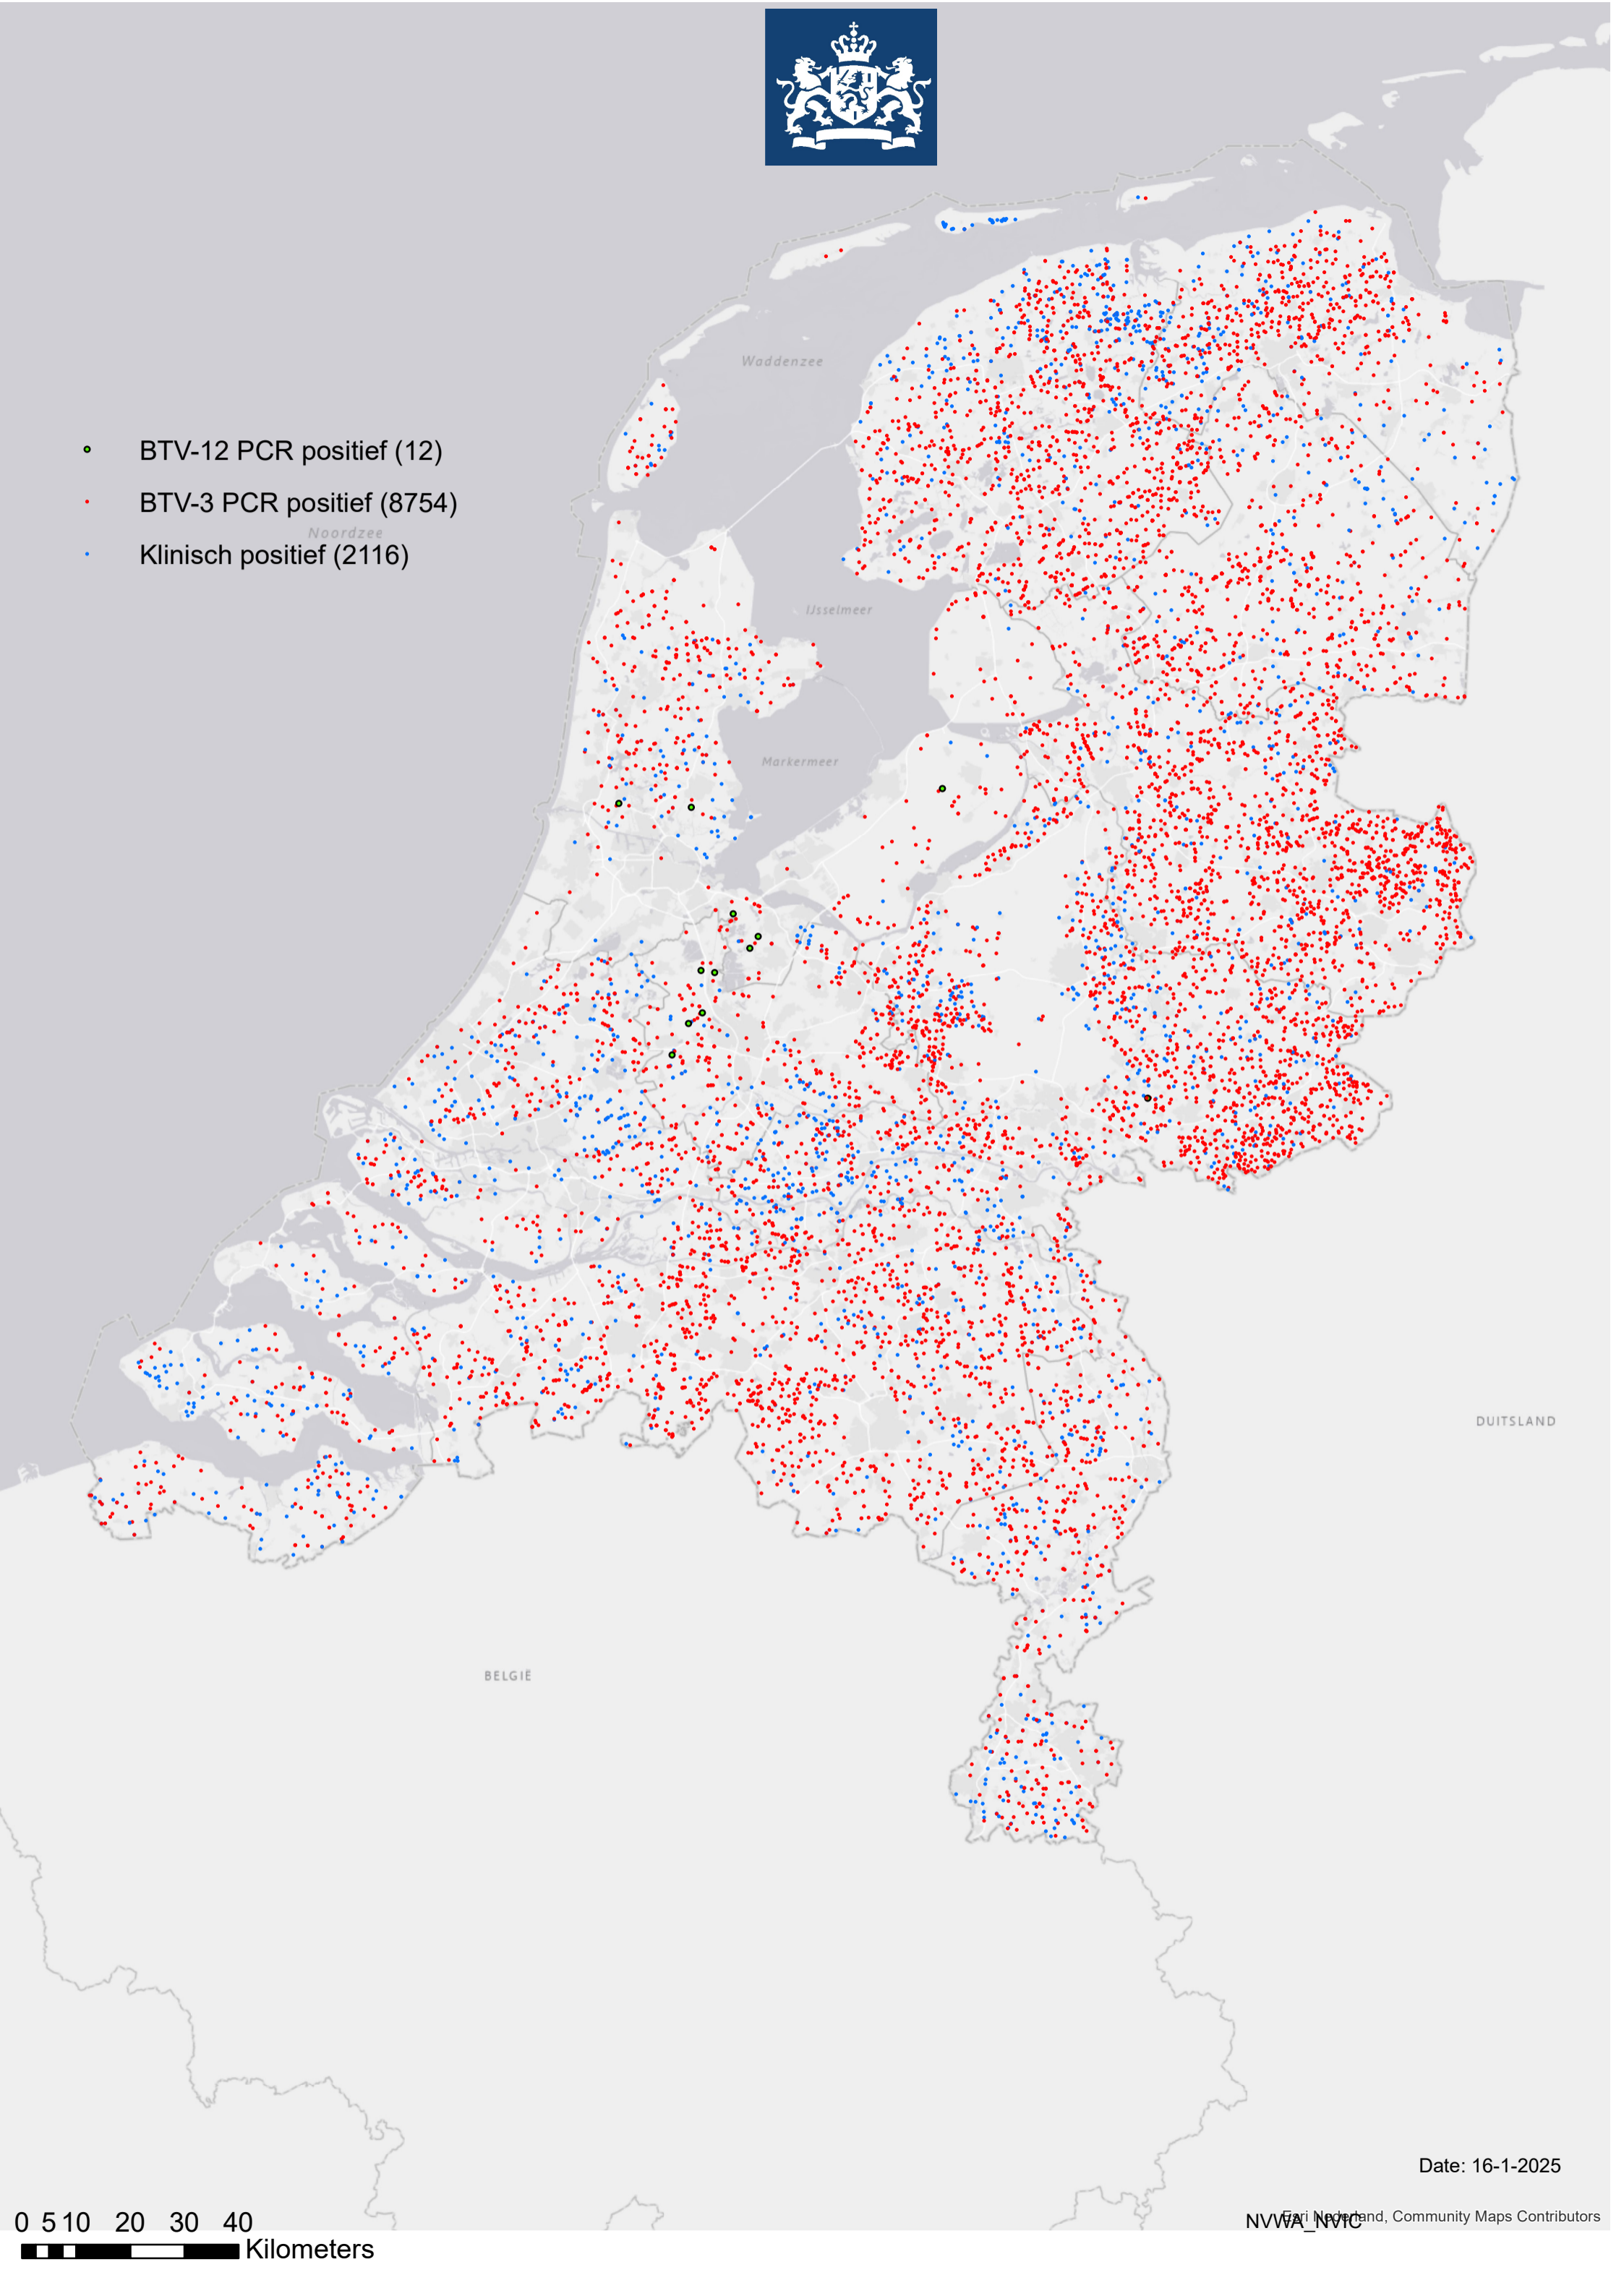 Waddenzee
BTV-12 PCR positief (12)
BTV-3 PCR positief (8754)
Noordzee
Klinisch positief (2116)
IJsselmeer
Markermeer
DUITSLAND
BELGIË
Date: 16-1-2025
Esri Nederland, Community Maps Contributors
NVWA_NVIC
0 5 10 20 30 40
Kilometers